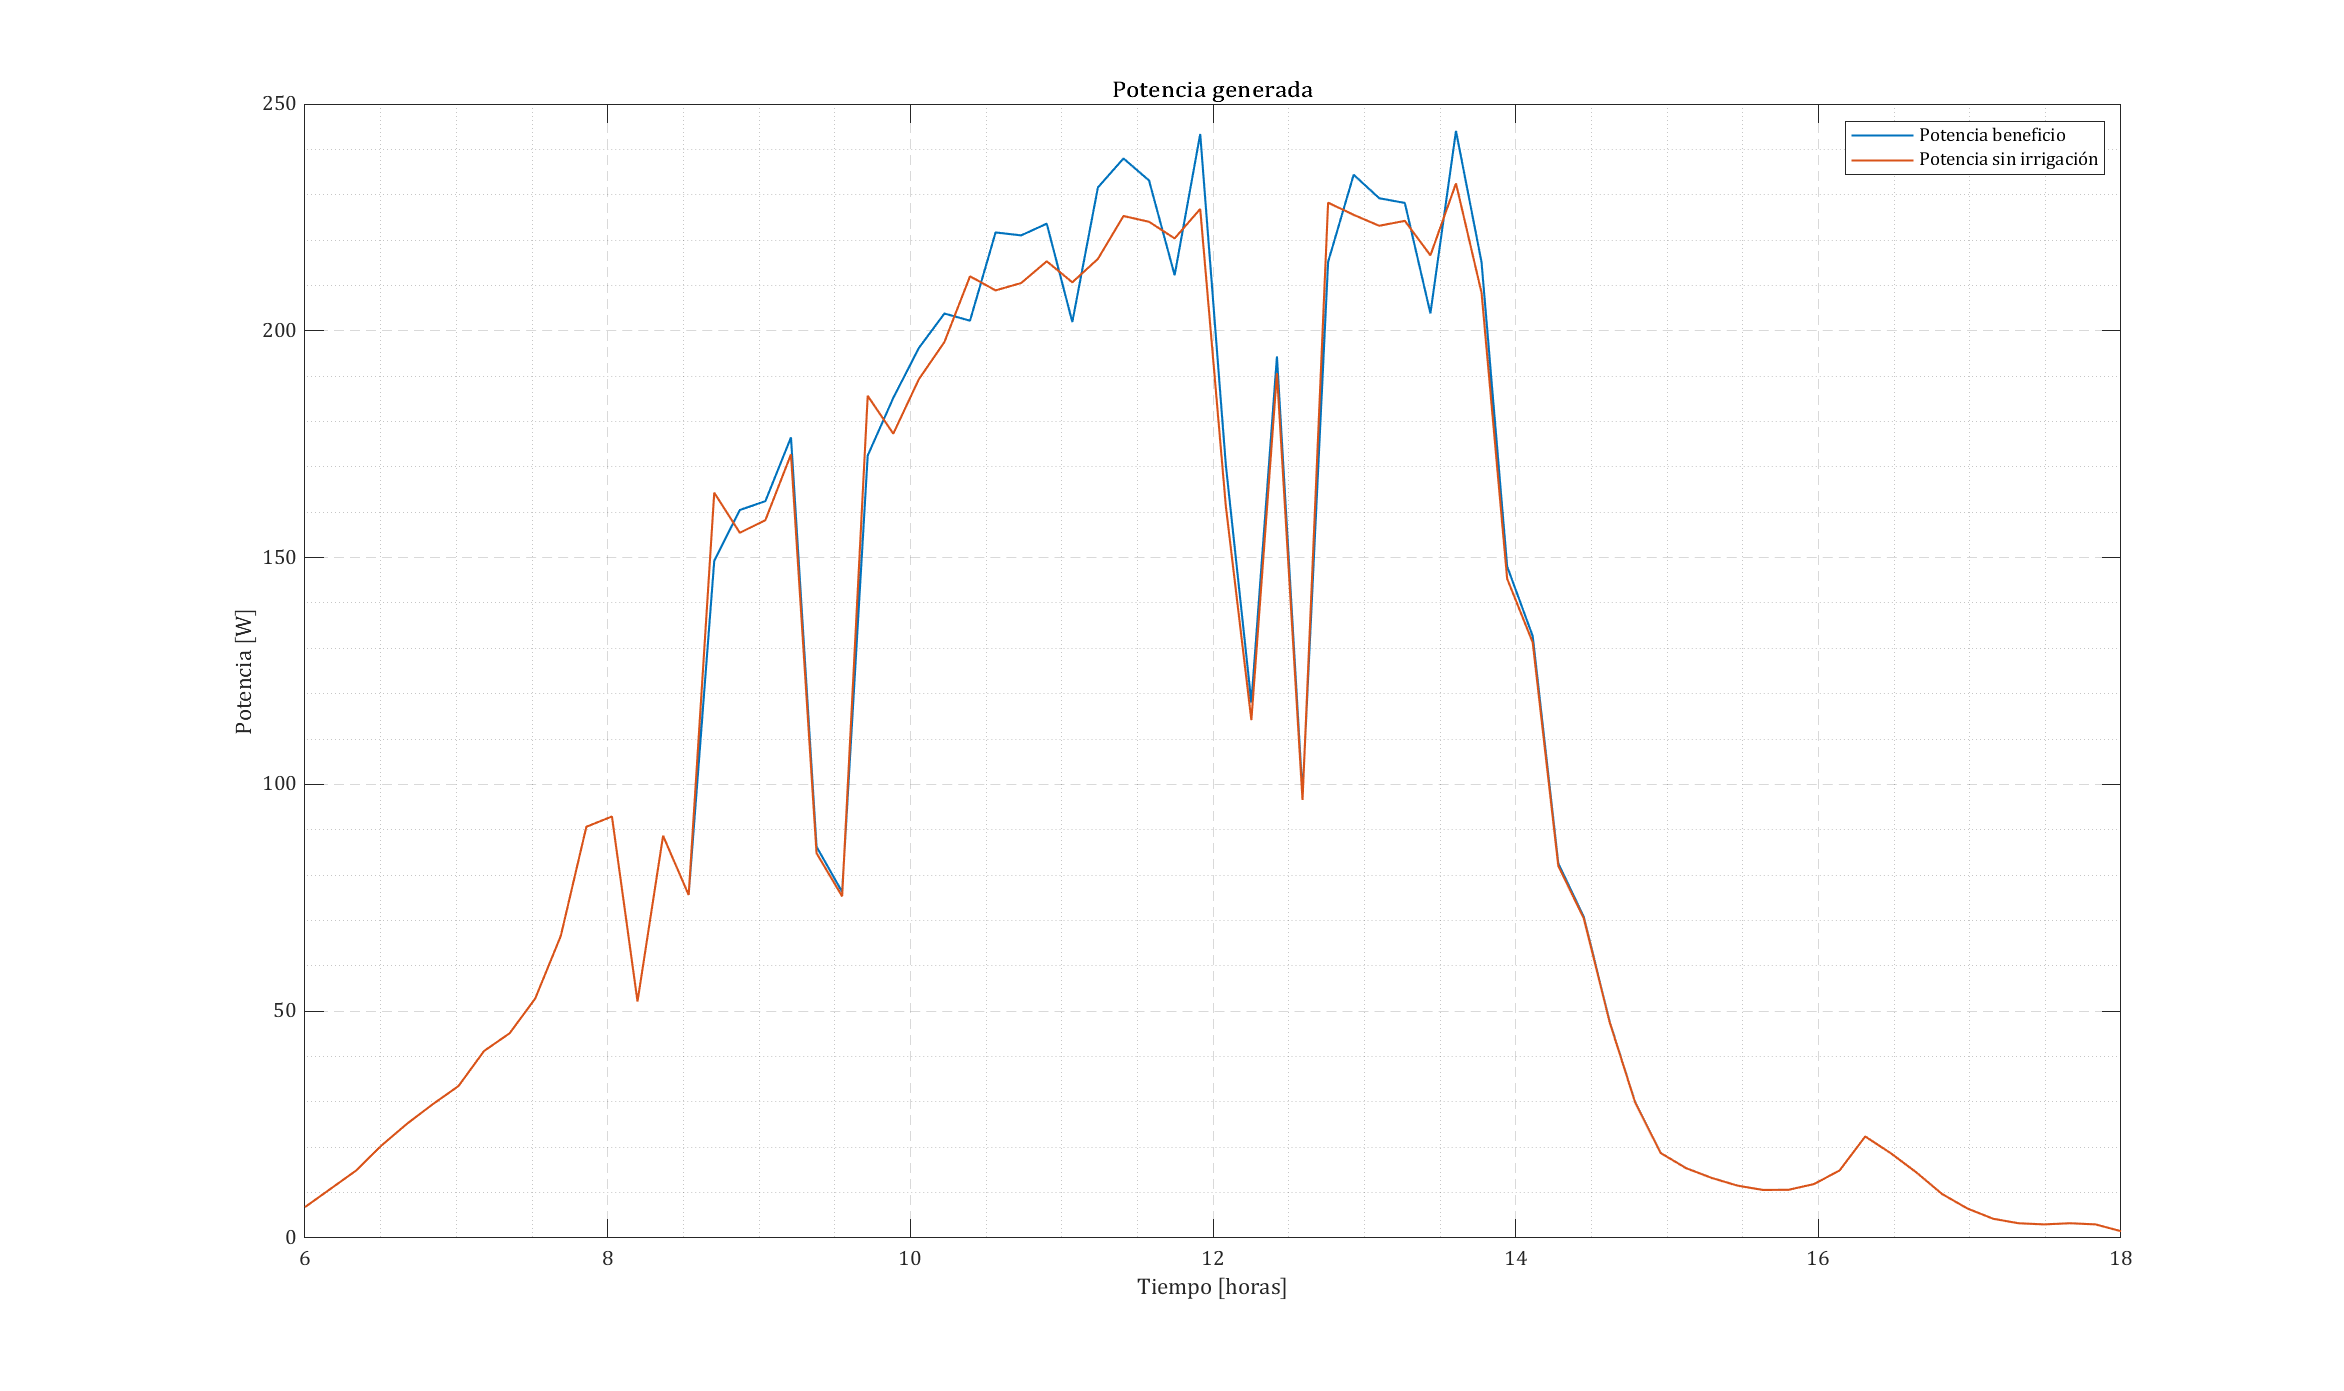 Potencia generada
250
200
150
100
50
0
Potencia [W]
Potencia beneficio
Potencia sin irrigación
6 8 10 12 14 16 18
Tiempo [horas]